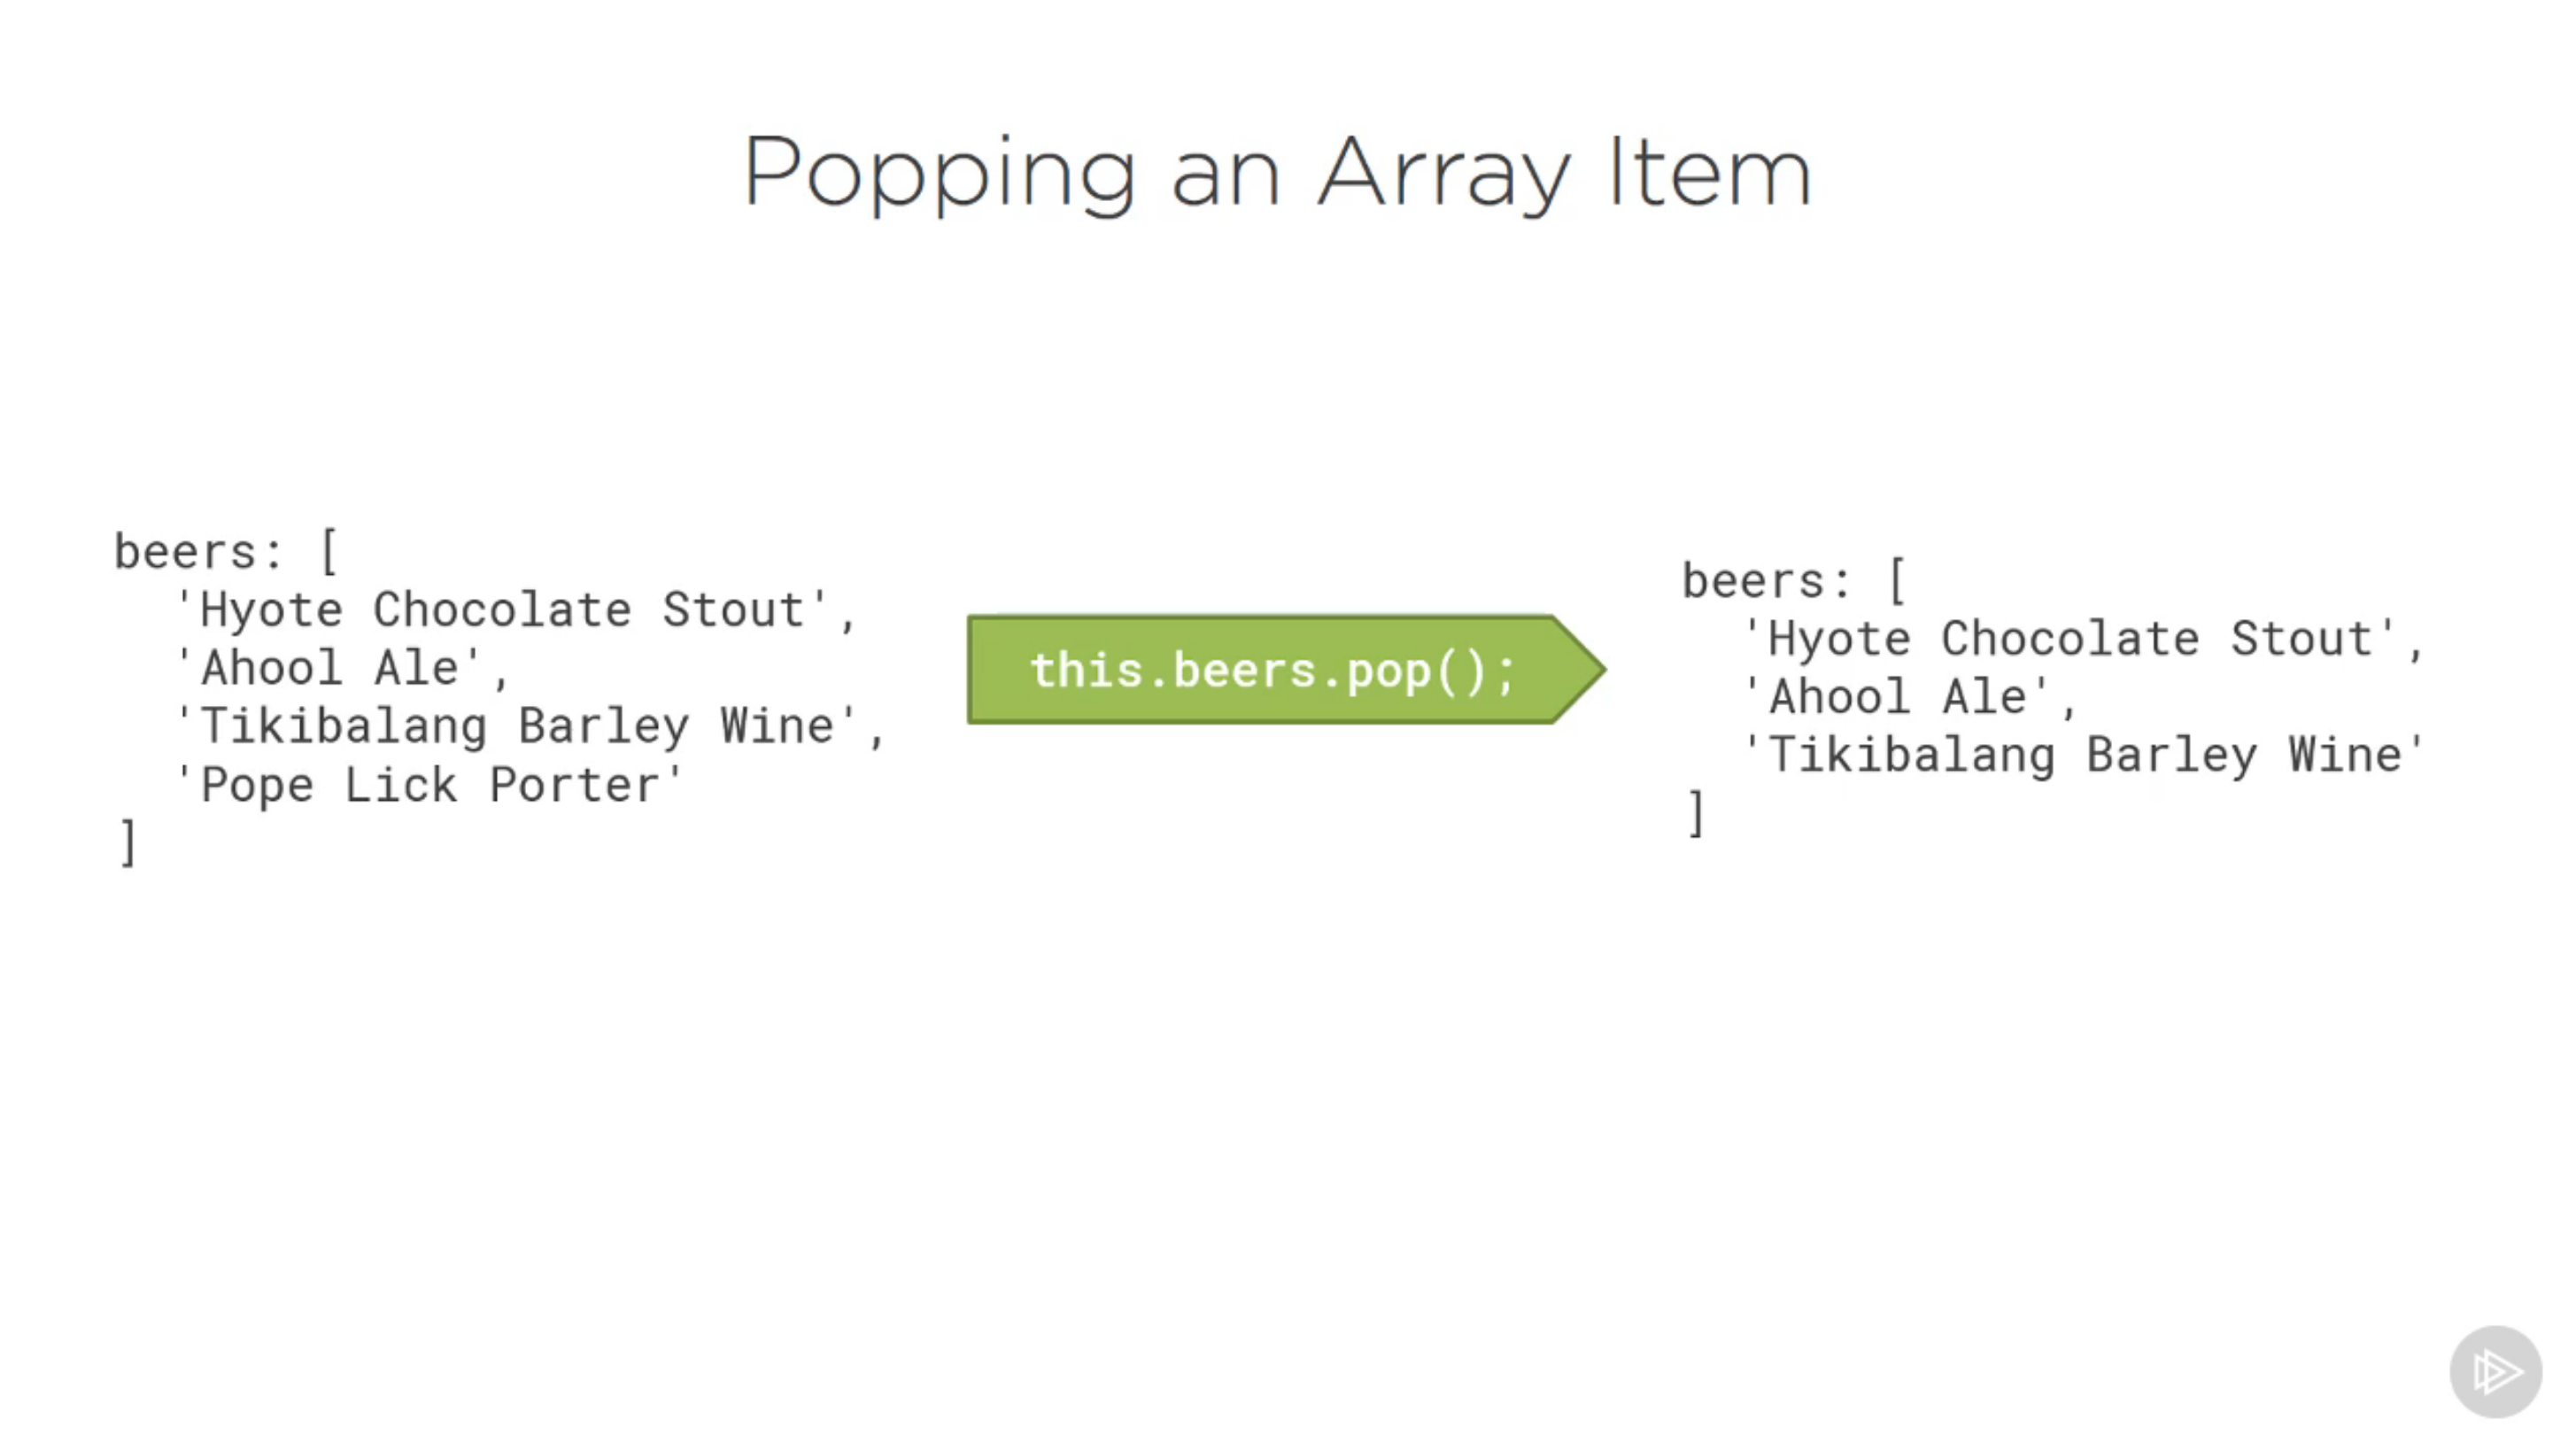 Popping an Array Item
beers: [
'Hyote Chocolate Stout',
'Ahool Ale',
'Tikibalang Barley Wine',
'Pope Lick Porter'
]
this.beers.pop();
beers: [
'Hyote Chocolate Stout',
'Ahool Ale',
'Tikibalang Barley Wine'
]